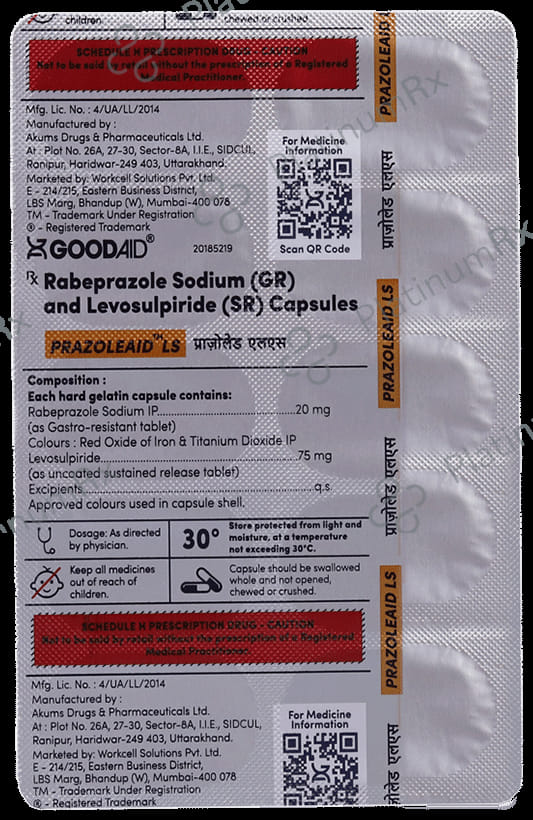 children.
chewed or crushed.
SCHEDULE H PRESCRIPTION DRUG - CAUTION
Not to be sold by retail without the prescription of a Registered
Medical Practitioner.
Mfg. Lic. No. : 4/UA/LL/2014
Manufactured by :
Akums Drugs & Pharmaceuticals Ltd.
At : Plot No. 26A, 27-30, Sector-8A, I.I.E., SIDCUL,
Ranipur, Haridwar-249 403, Uttarakhand.
Marketed by: Workcell Solutions Pvt. Ltd.
E - 214/215, Eastern Business District,
LBS Marg, Bhandup (W), Mumbai-400 078
TM - Trademark Under Registration
® - Registered Trademark
For Medicine
Information
Scan QR Code
GOODAID®
20185219
Rx Rabeprazole Sodium (GR)
and Levosulpiride (SR) Capsules
PRAZOLEAID™ LS प्राज़ोलेड एलएस
Composition :
Each hard gelatin capsule contains:
Rabeprazole Sodium IP..............................20 mg
(as Gastro-resistant tablet)
Colours : Red Oxide of Iron & Titanium Dioxide IP
Levosulpiride..............................75 mg
(as uncoated sustained release tablet)
Excipients..............................q.s.
Approved colours used in capsule shell.
Dosage: As directed
by physician.
30°
Store protected from light and
moisture, at a temperature
not exceeding 30°C.
Keep all medicines
out of reach of
children.
Capsule should be swallowed
whole and not opened,
chewed or crushed.
SCHEDULE H PRESCRIPTION DRUG - CAUTION
Not to be sold by retail without the prescription of a Registered
Medical Practitioner.
Mfg. Lic. No. : 4/UA/LL/2014
Manufactured by :
Akums Drugs & Pharmaceuticals Ltd.
At : Plot No. 26A, 27-30, Sector-8A, I.I.E., SIDCUL,
Ranipur, Haridwar-249 403, Uttarakhand.
Marketed by: Workcell Solutions Pvt. Ltd.
E - 214/215, Eastern Business District,
LBS Marg, Bhandup (W), Mumbai-400 078
TM - Trademark Under Registration
® - Registered Trademark
For Medicine
Information
PRAZOLEAID
प्राज़ोलेड एलएस
PRAZOLEAID LS
प्राज़ोलेड एलएस
PRAZOLEAID LS
एलएस
PlatinumRx
PlatinumRx
PlatinumRx